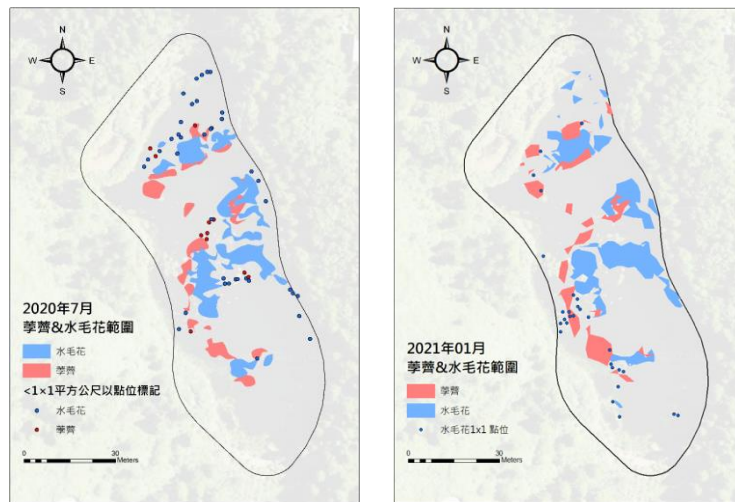 N
W E
S
2020年7月
荸薺&水毛花範圍
水毛花
荸薺
<1×1平方公尺以點位標記
水毛花
荸薺
0 30
Meters
N
W E
S
2021年01月
荸薺&水毛花範圍
荸薺
水毛花
水毛花1x1 點位
0 30
Meters